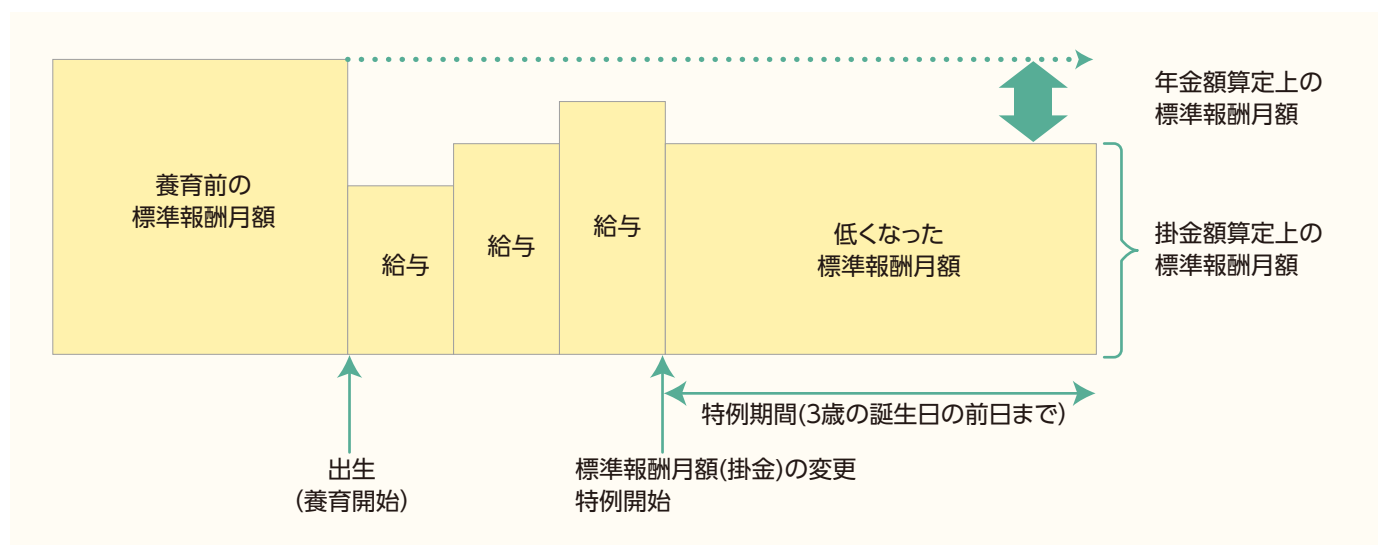 養育前の
標準報酬月額
給与
給与
給与
低くなった
標準報酬月額
年金額算定上の
標準報酬月額
掛金額算定上の
標準報酬月額
特例期間(3歳の誕生日の前日まで)
出生
(養育開始)
標準報酬月額(掛金)の変更
特例開始